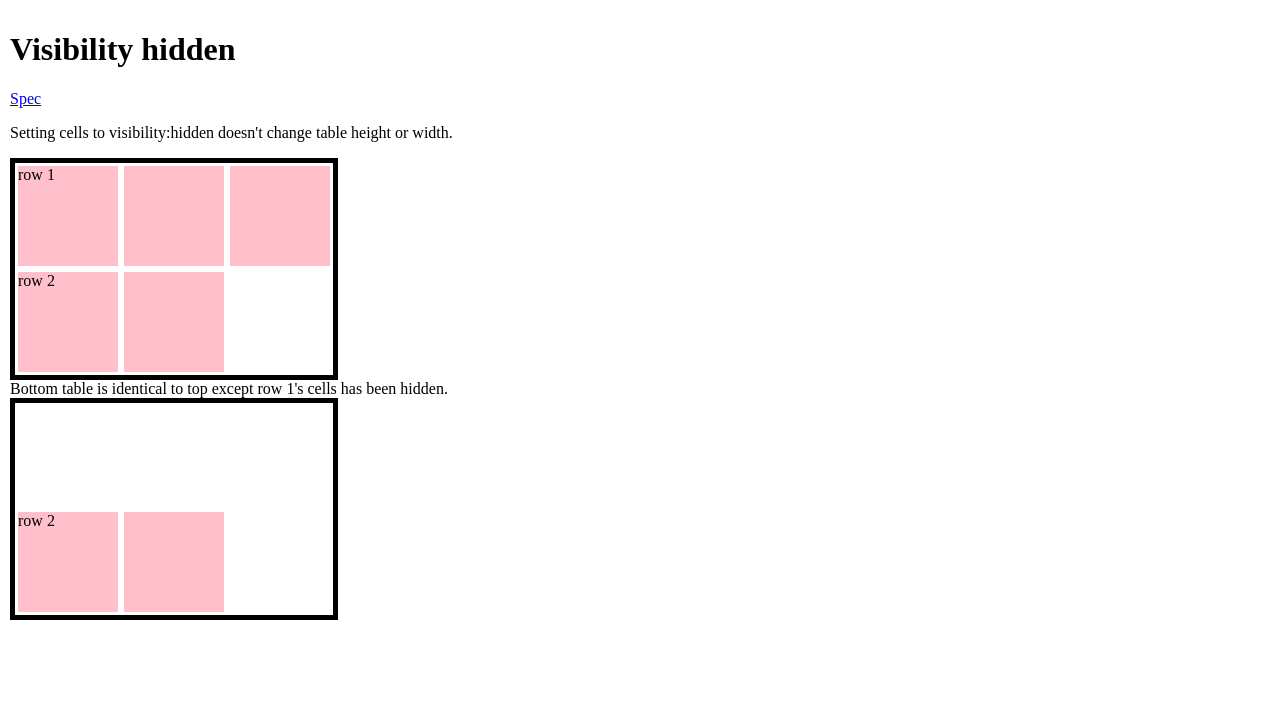 Visibility hidden
Spec
Setting cells to visibility:hidden doesn't change table height or width.
row 1
row 2
Bottom table is identical to top except row 1's cells has been hidden.
row 2